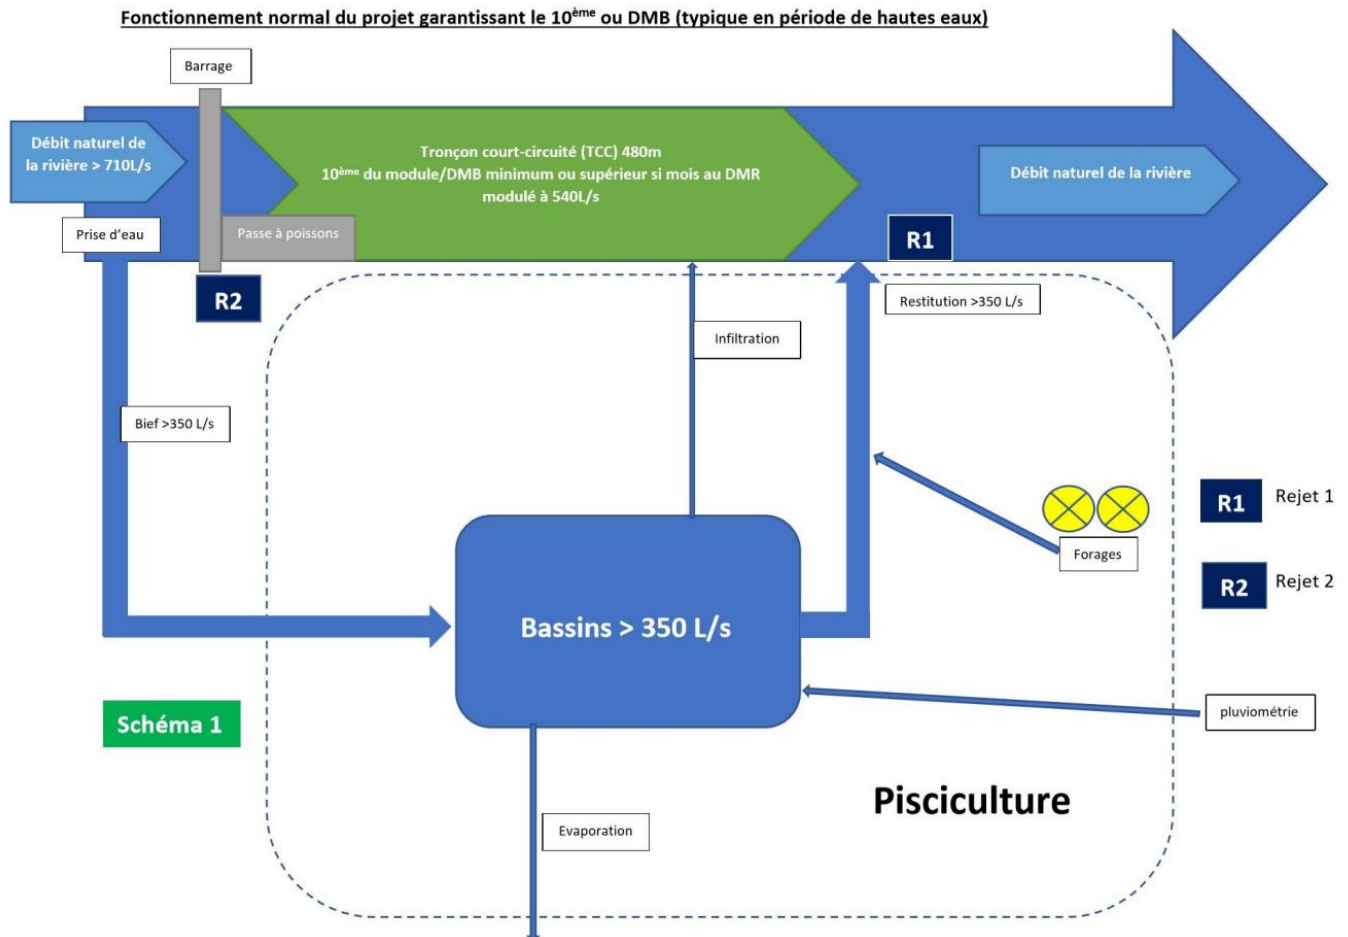 Fonctionnement normal du projet garantissant le 10ème ou DMB (typique en période de hautes eaux)
Barrage
Débit naturel de
la rivière > 710L/s
Tronçon court-circuité (TCC) 480m
10ème du module/DMB minimum ou supérieur si mois au DMR
modulé à 540L/s
Débit naturel de la rivière
Prise d'eau
Passe à poissons
R1
R2
Restitution >350 L/s
Infiltration
Bief >350 L/s
R1
Rejet 1
Forages
R2
Rejet 2
Bassins > 350 L/s
Schéma 1
pluviométrie
Pisciculture
Evaporation